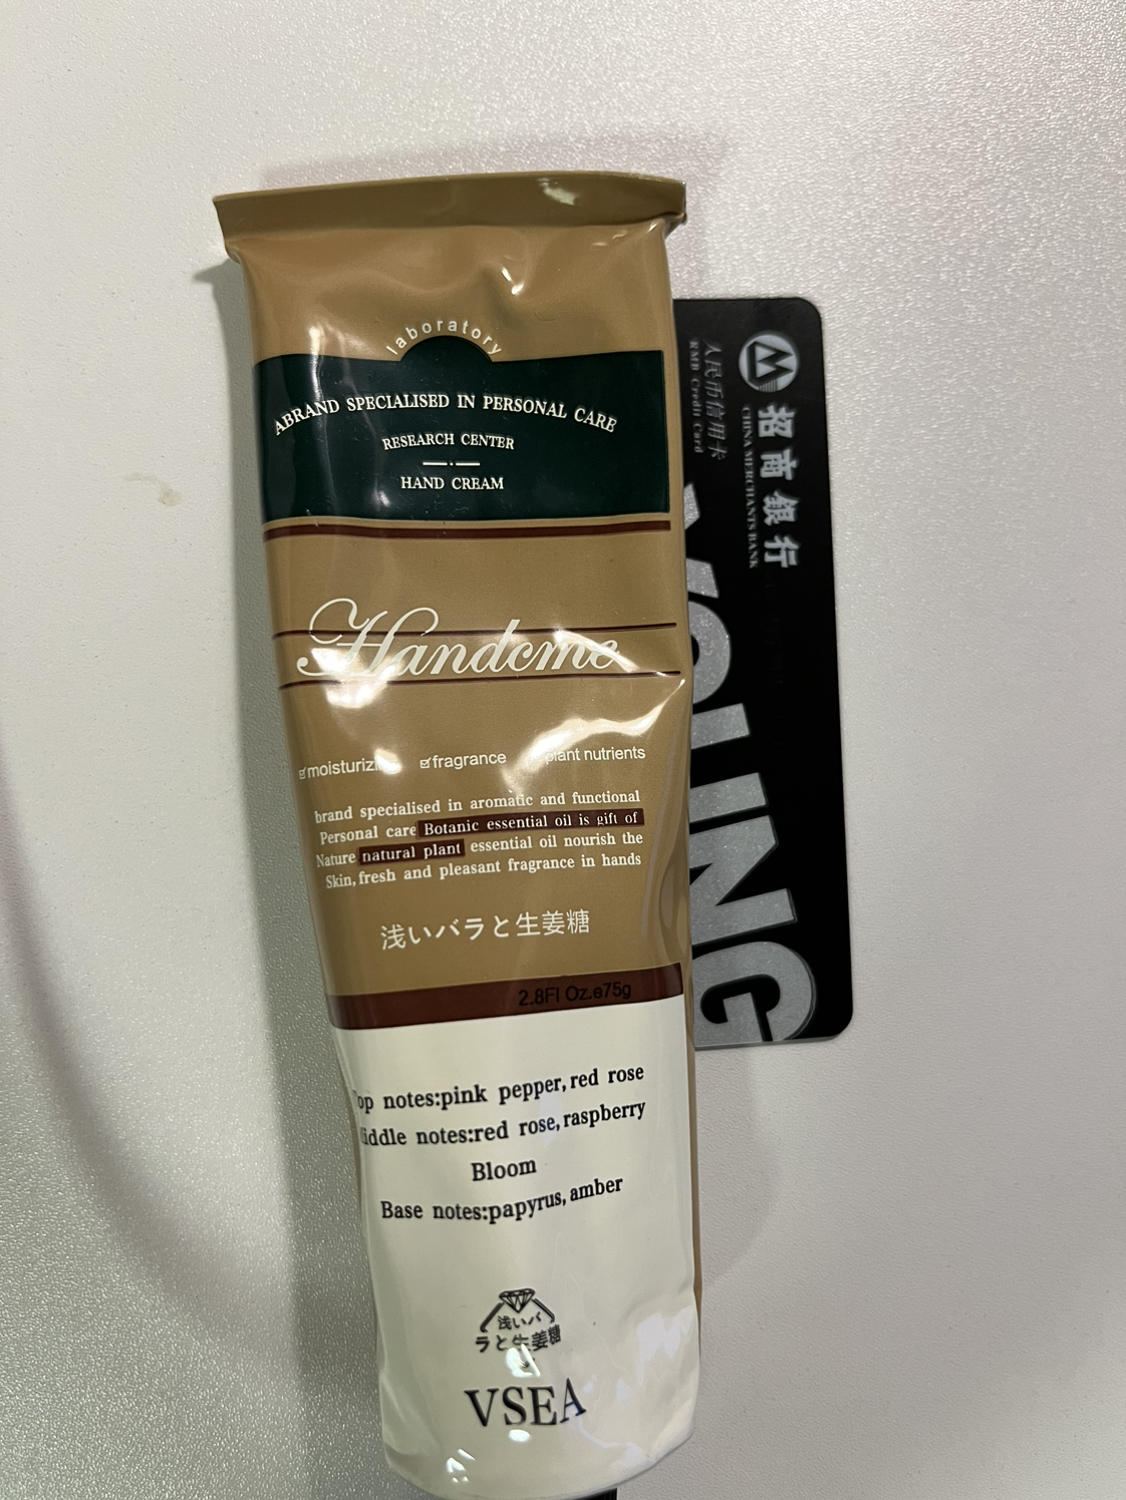 laboratory
ABRAND SPECIALISED IN PERSONAL CARE
RESEARCH CENTER
HAND CREAM
Handcme
fragrance plant nutrients
brand specialised in aromatic and functional
Personal care Botanic essential oil is gift of
Nature natural plant essential oil nourish the
Skin, fresh and pleasant fragrance in hands
浅いバラと生姜糖
2.8Fl Oz.e75g
notes:pink pepper, red rose
notes:red rose, raspberry
Bloom
Base notes:papyrus, amber
浅いバ
ラと生姜糖
VSEA
招商银行
CHINA MERCHANTS BANK
人民币信用卡
RMB Credit Card
YOUNG